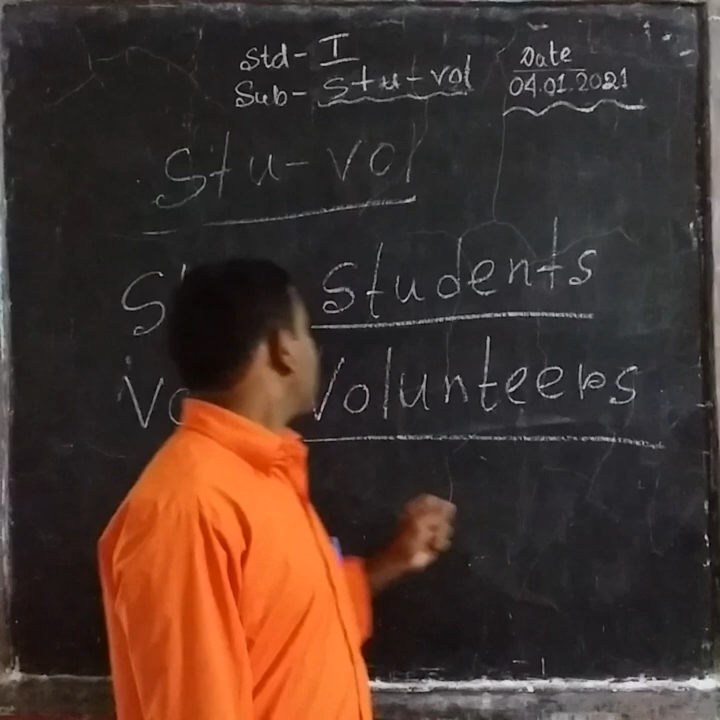 Std- I
Sub- Stu-vol
Date
04.01.2021
Stu-vol
Students
Volunteers